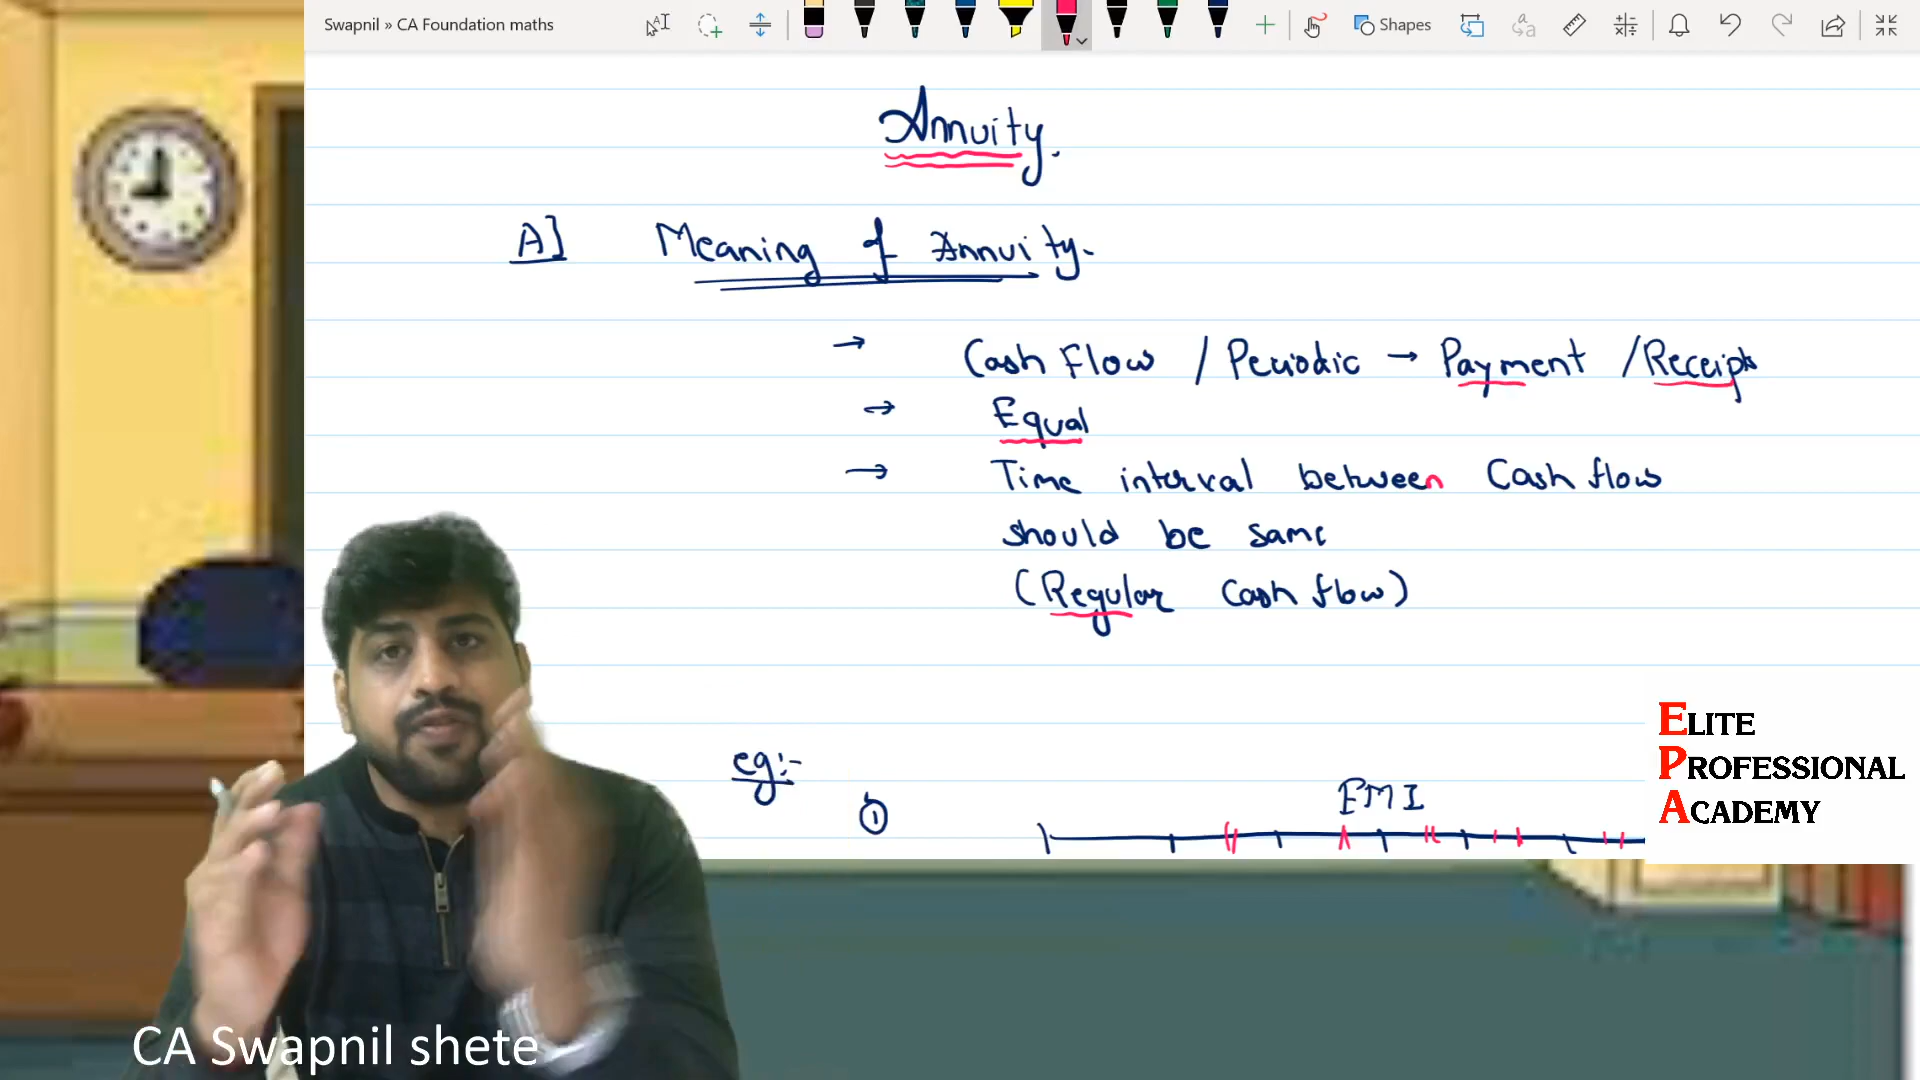 Swapnil » CA Foundation maths
Shapes
Annuity.
A] Meaning of Annuity.
→ Cash Flow / Periodic → Payment / Receipts
→ Equal
→ Time interval between Cash flow
should be same
(Regular Cash flow)
eg:-
① EMI
ELITE
PROFESSIONAL
ACADEMY
CA Swapnil shete